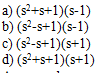 a) (s²+s+1)(s-1)
b) (s²-s+1)(s-1)
c) (s²-s+1)(s+1)
d) (s²+s+1)(s+1)